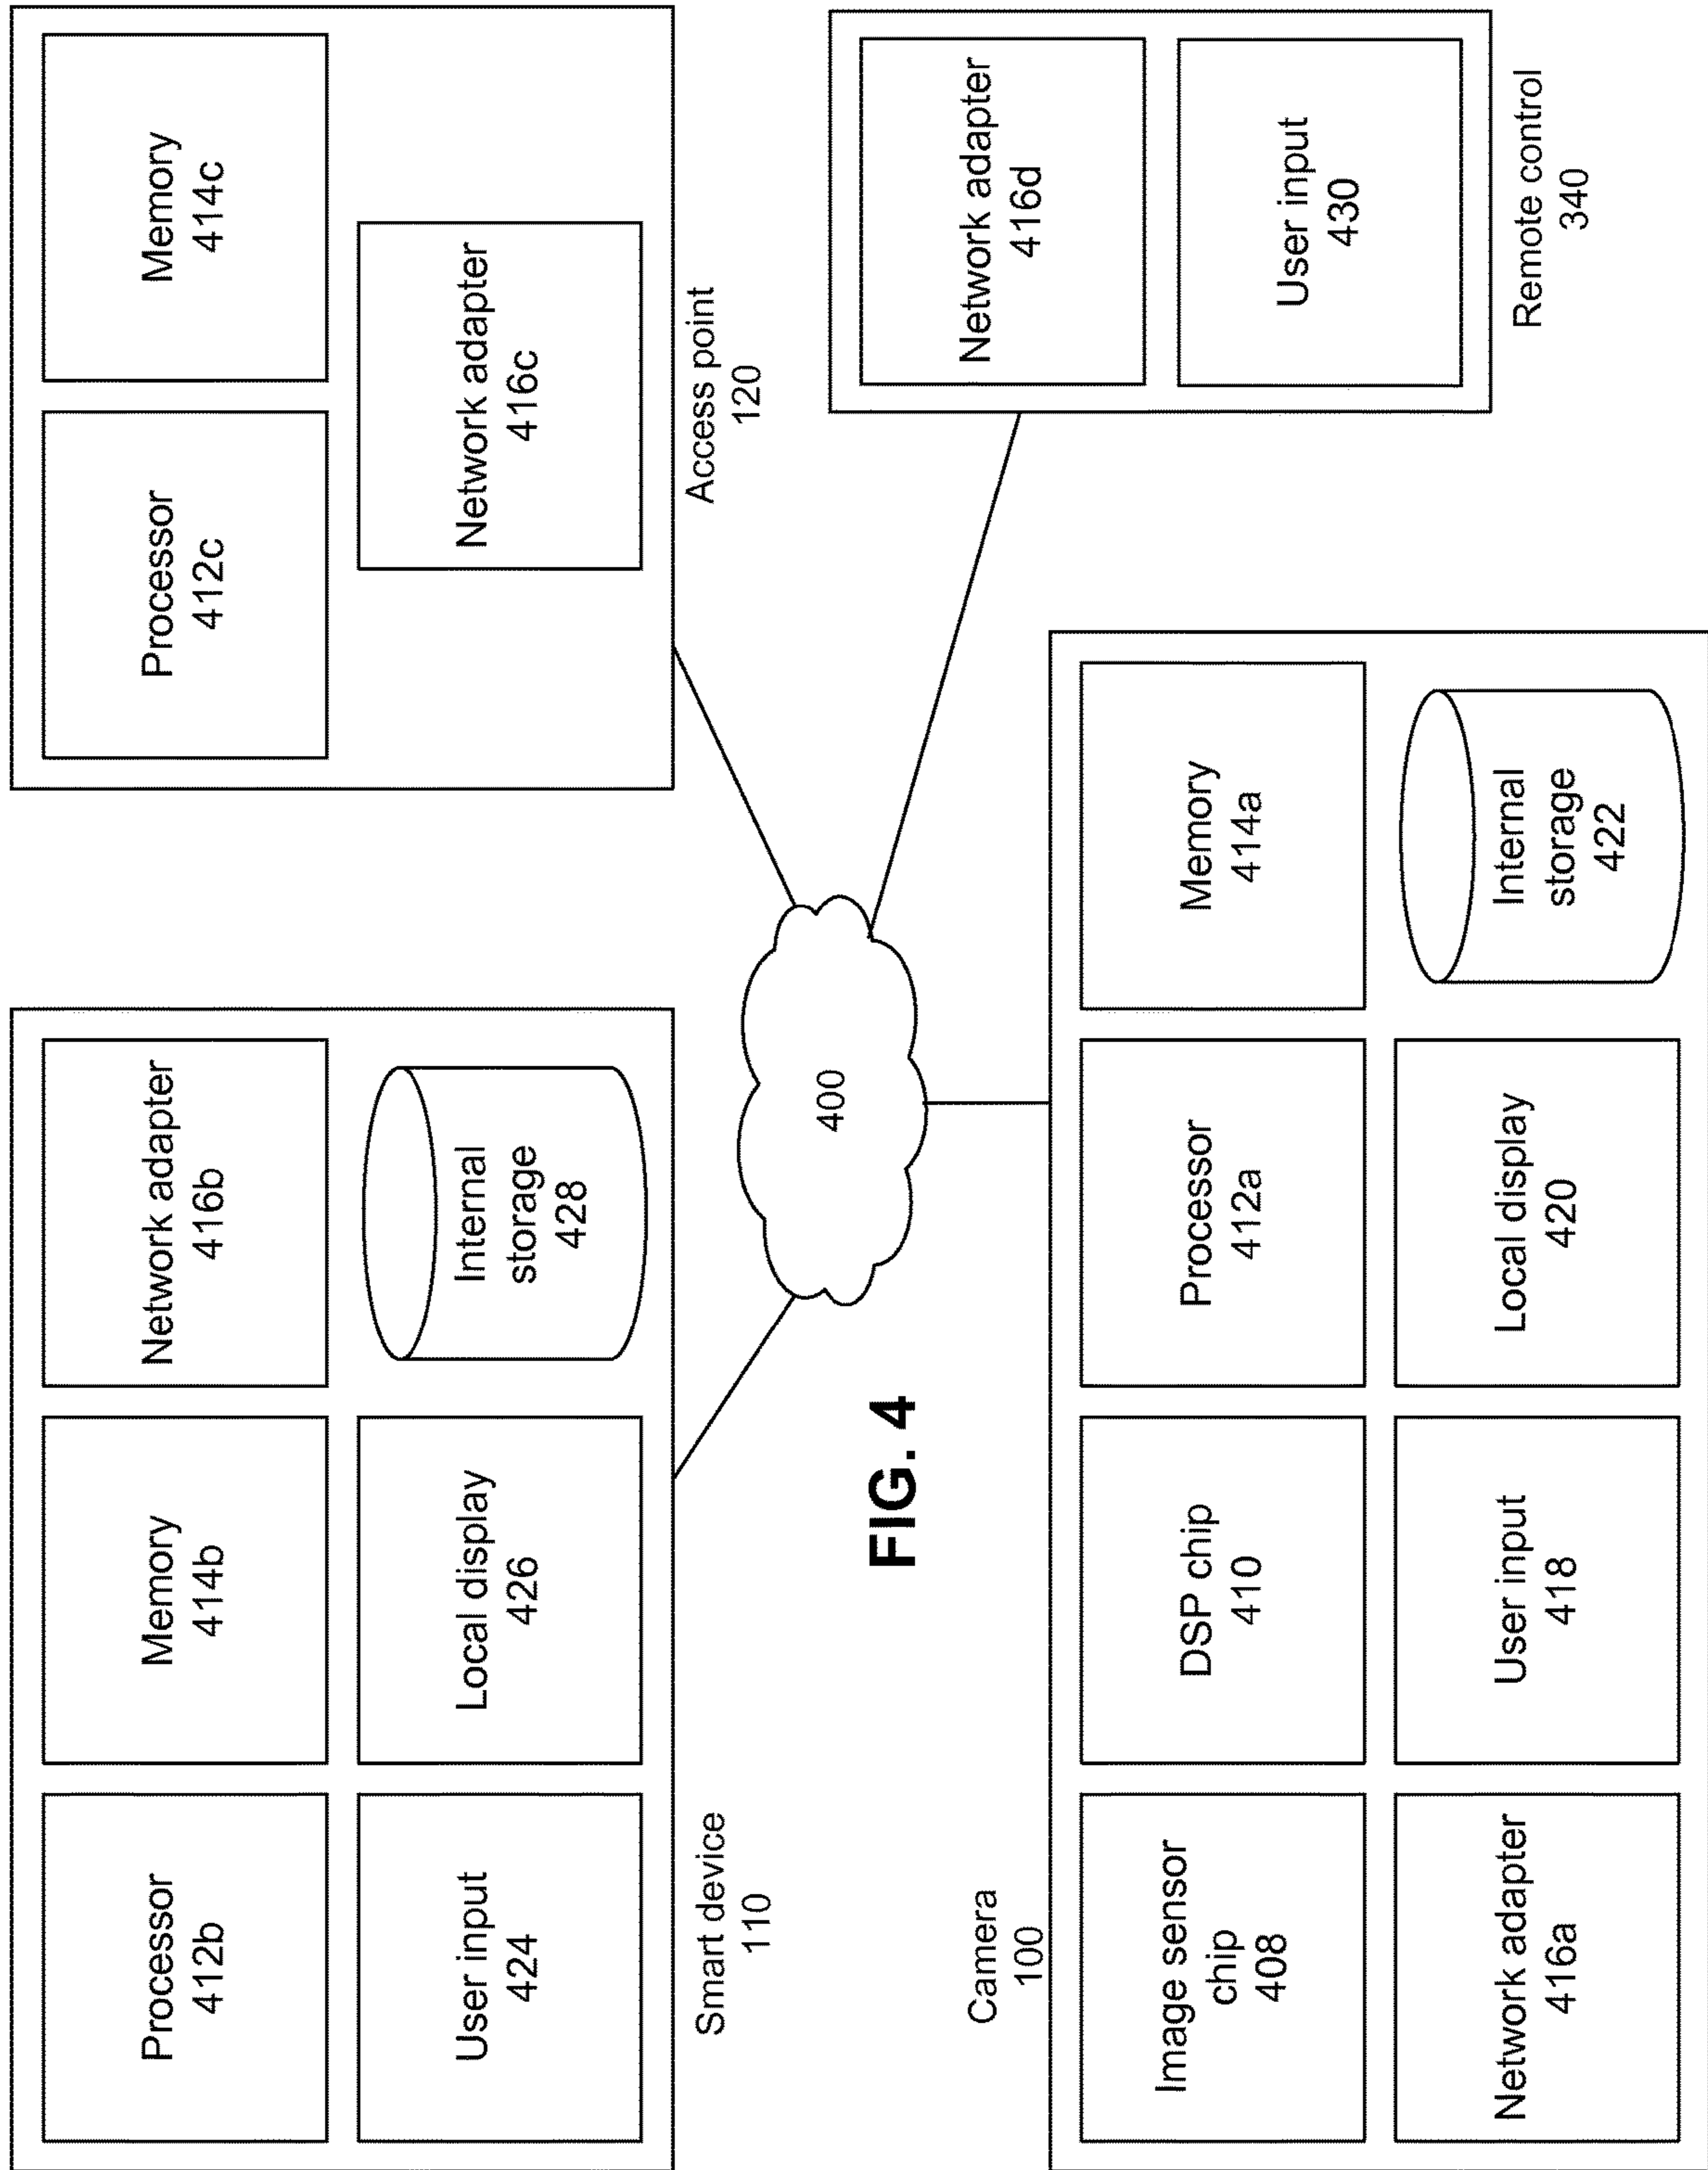 Processor
412b
Memory
414b
Network adapter
416b
User input
424
Local display
426
Internal
storage
428
Smart device
110
Processor
412c
Memory
414c
Network adapter
416c
Access point
120
400
FIG. 4
Network adapter
416d
User input
430
Remote control
340
Camera
100
Image sensor
chip
408
DSP chip
410
Processor
412a
Memory
414a
Network adapter
416a
User input
418
Local display
420
Internal
storage
422